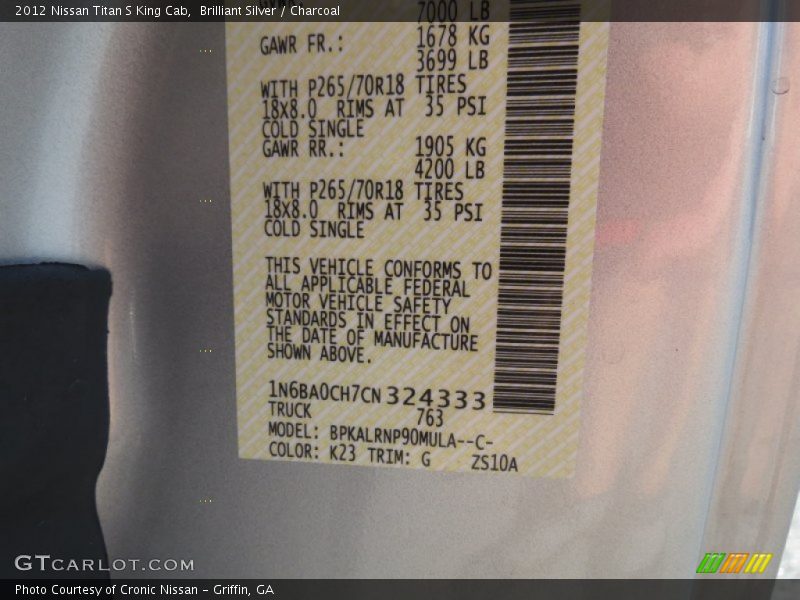 2012 Nissan Titan S King Cab, Brilliant Silver / Charcoal
7000 LB
GAWR FR.: 1678 KG
3699 LB
WITH P265/70R18 TIRES
18X8.0 RIMS AT 35 PSI
COLD SINGLE
GAWR RR.: 1905 KG
4200 LB
WITH P265/70R18 TIRES
18X8.0 RIMS AT 35 PSI
COLD SINGLE
THIS VEHICLE CONFORMS TO
ALL APPLICABLE FEDERAL
MOTOR VEHICLE SAFETY
STANDARDS IN EFFECT ON
THE DATE OF MANUFACTURE
SHOWN ABOVE.
1N6BA0CH7CN324333
TRUCK 763
MODEL: BPKALRNP90MULA--C-
COLOR: K23 TRIM: G ZS10A
GTCARLOT.COM
Photo Courtesy of Cronic Nissan - Griffin, GA